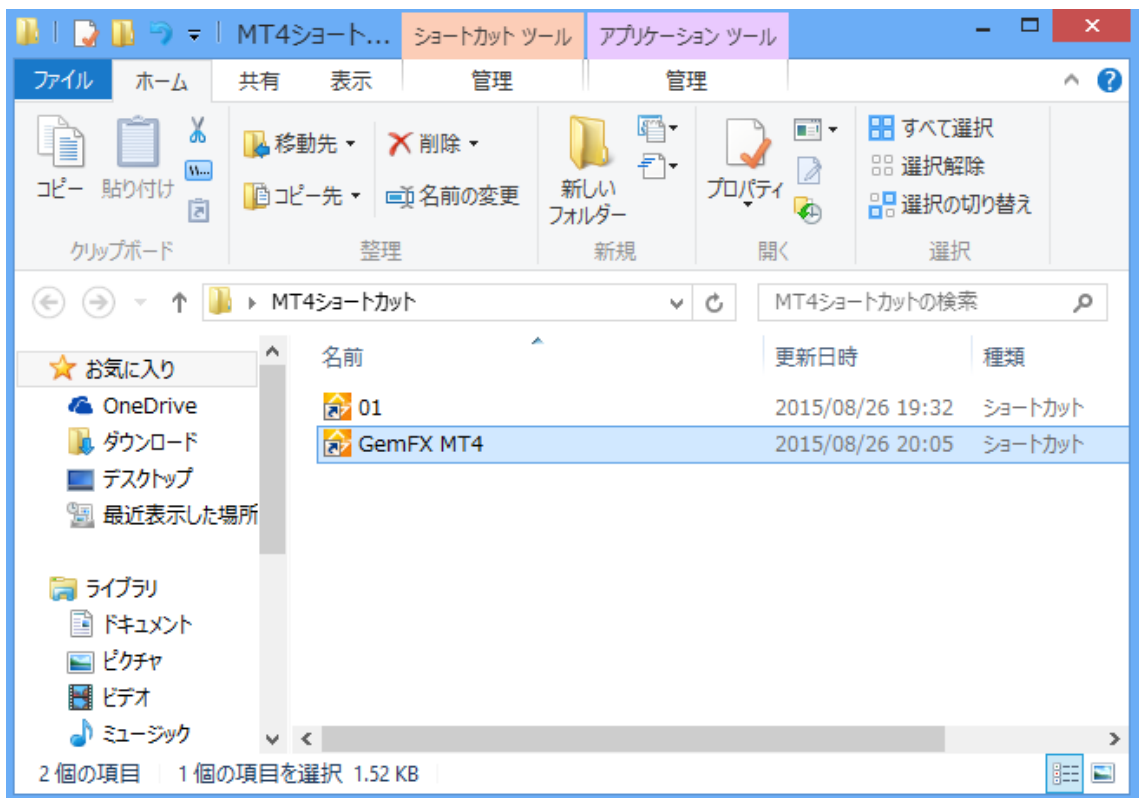 MT4ショート... ショートカット ツール アプリケーション ツール
ファイル ホーム 共有 表示 管理 管理
コピー 貼り付け 移動先 削除 新しい フォルダー プロパティ すべて選択
選択解除
コピー先 名前の変更 選択の切り替え
クリップボード 整理 新規 開く 選択
MT4ショートカット MT4ショートカットの検索
名前 更新日時 種類
お気に入り
OneDrive 01 2015/08/26 19:32 ショートカット
ダウンロード GemFX MT4 2015/08/26 20:05 ショートカット
デスクトップ
最近表示した場所
ライブラリ
ドキュメント
ピクチャ
ビデオ
ミュージック
2 個の項目 1 個の項目を選択 1.52 KB